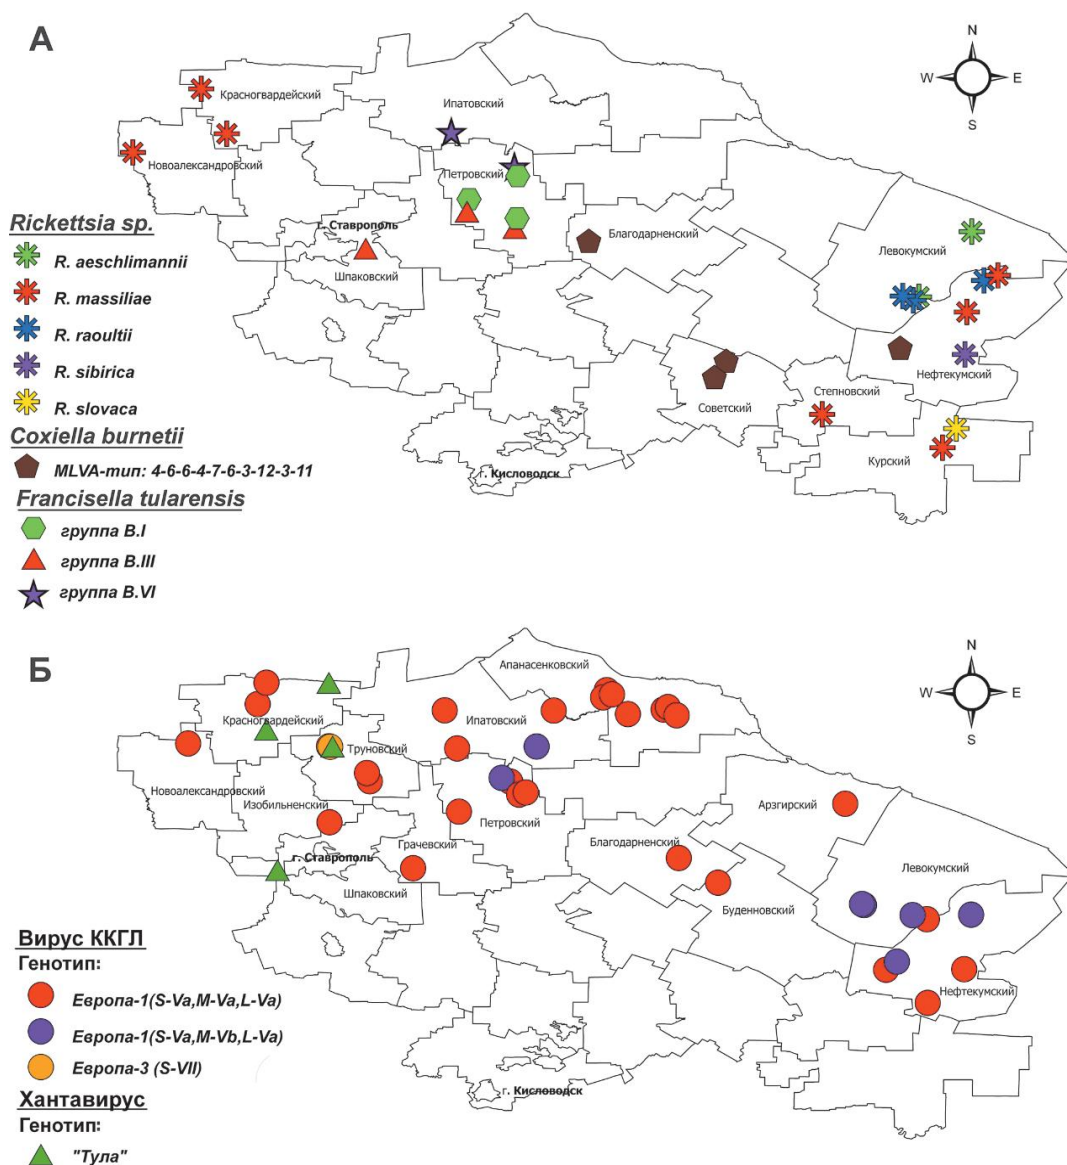 А
N
W E
S
Красногвардейский
Ипатовский
Новоалександровский
Петровский
г. Ставрополь
Благодарненский
Левокумский
Шпаковский
Нефтекумский
Степновский
Советский
Курский
г. Кисловодск
Rickettsia sp.
R. aeschlimannii
R. massiliae
R. raoultii
R. sibirica
R. slovaca
Coxiella burnetii
MLVA-тип: 4-6-6-4-7-6-3-12-3-11
Francisella tularensis
группа B.I
группа B.III
группа B.VI
Б
N
W E
S
Апанасенковский
Красногвардейский
Ипатовский
Труновский
Новоалександровский
Изобильненский
Петровский
Арзгирский
Грачевский
Благодарненский
г. Ставрополь
Левокумский
Шпаковский
Буденновский
Нефтекумский
г. Кисловодск
Вирус ККГЛ
Генотип:
Европа-1(S-Va,M-Va,L-Va)
Европа-1(S-Va,M-Vb,L-Va)
Европа-3 (S-VII)
Хантавирус
Генотип:
"Тула"